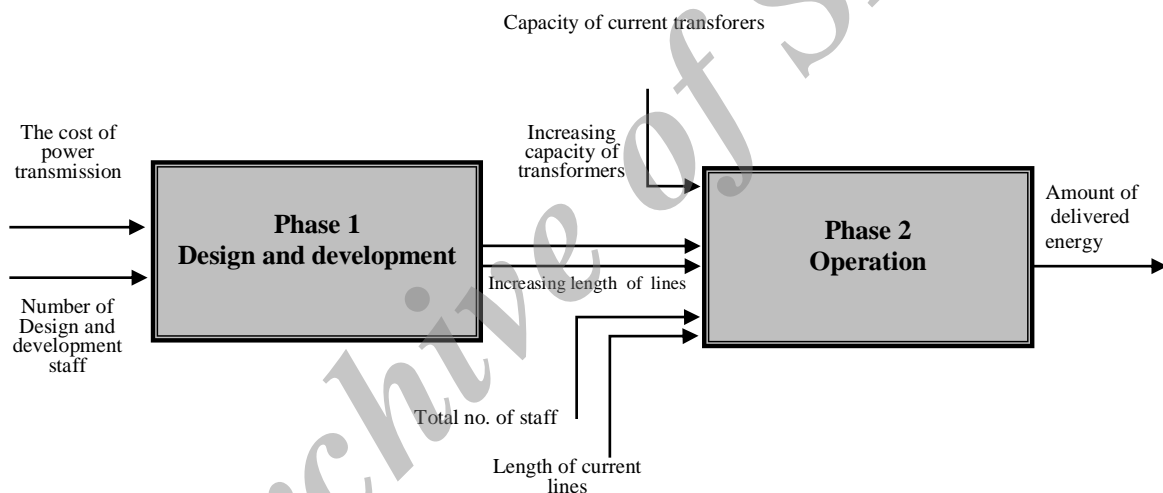 Capacity of current transforers
The cost of
power
transmission
Increasing
capacity of
transformers
Phase 1
Design and development
Phase 2
Operation
Amount of
delivered
energy
Increasing length of lines
Number of
Design and
development
staff
Total no. of staff
Length of current
lines
rchive of S